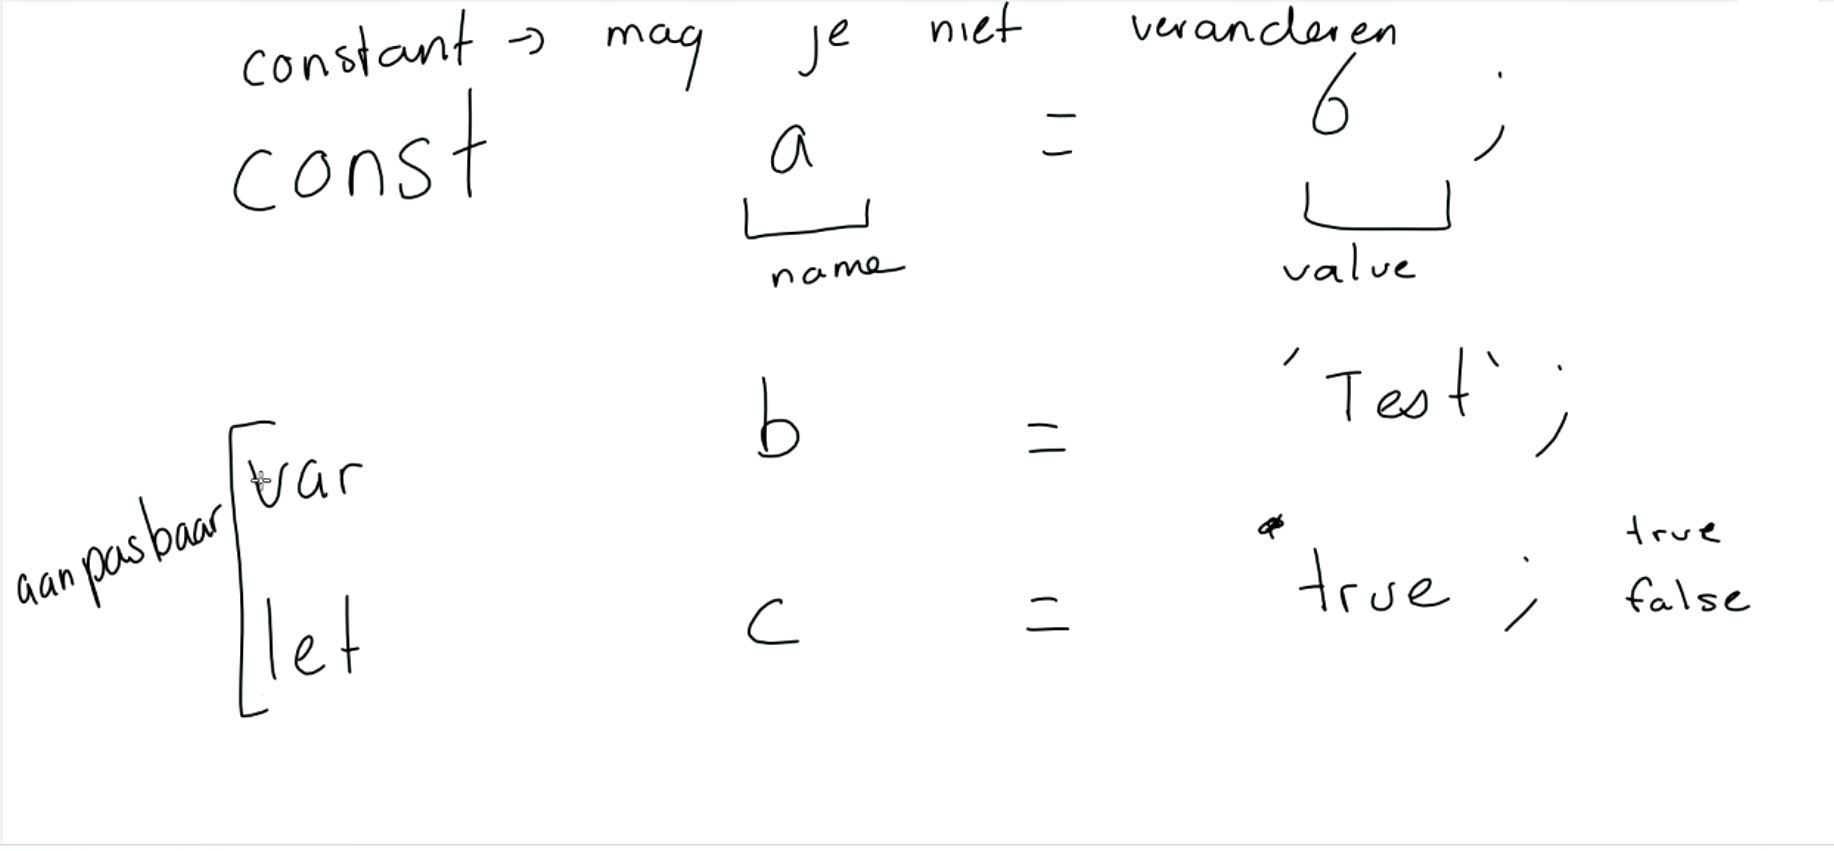 constant → mag je niet veranderen
const a = 6 ;
name value
var b = 'Test' ;
aanpasbaar
true
let c = true ; false